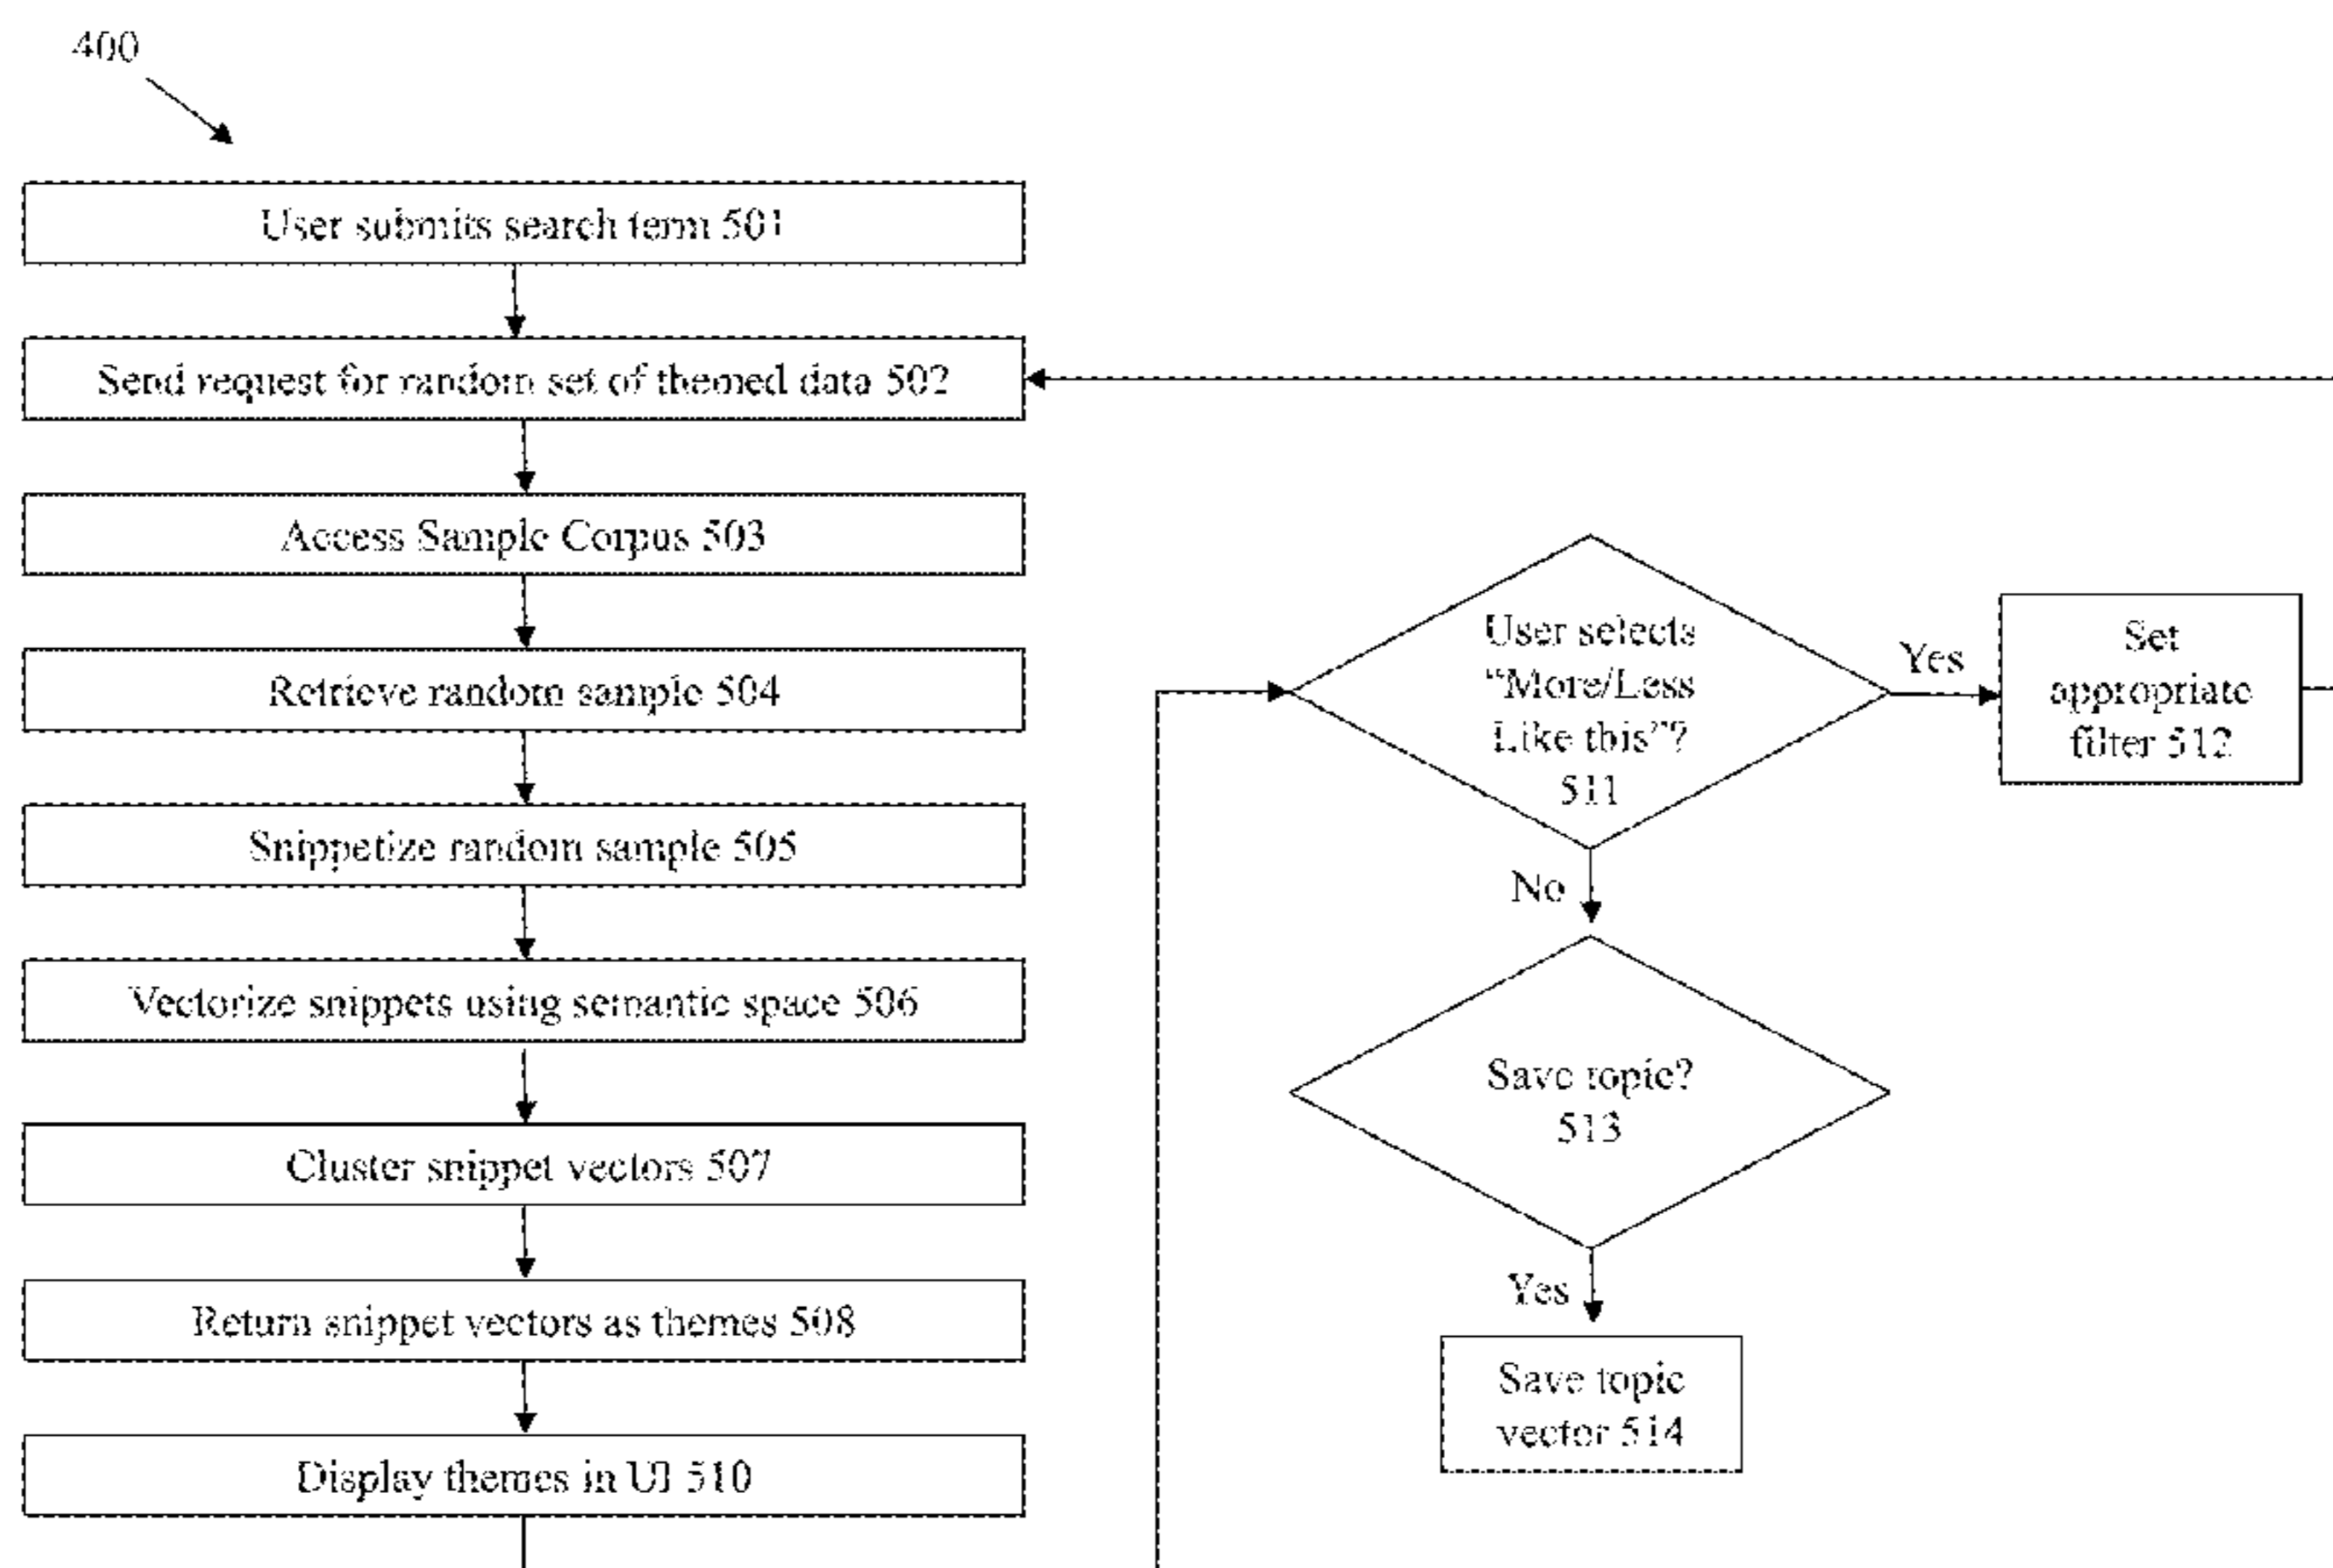 400
User submits search term 501
Send request for random set of themed data 502
Access Sample Corpus 503
Retrieve random sample 504
Snippetize random sample 505
Vectorize snippets using semantic space 506
Cluster snippet vectors 507
Return snippet vectors as themes 508
Display themes in UI 510
User selects
“More/Less
Like this”?
511
Yes
Set
appropriate
filter 512
No
Save topic?
513
Yes
Save topic
vector 514